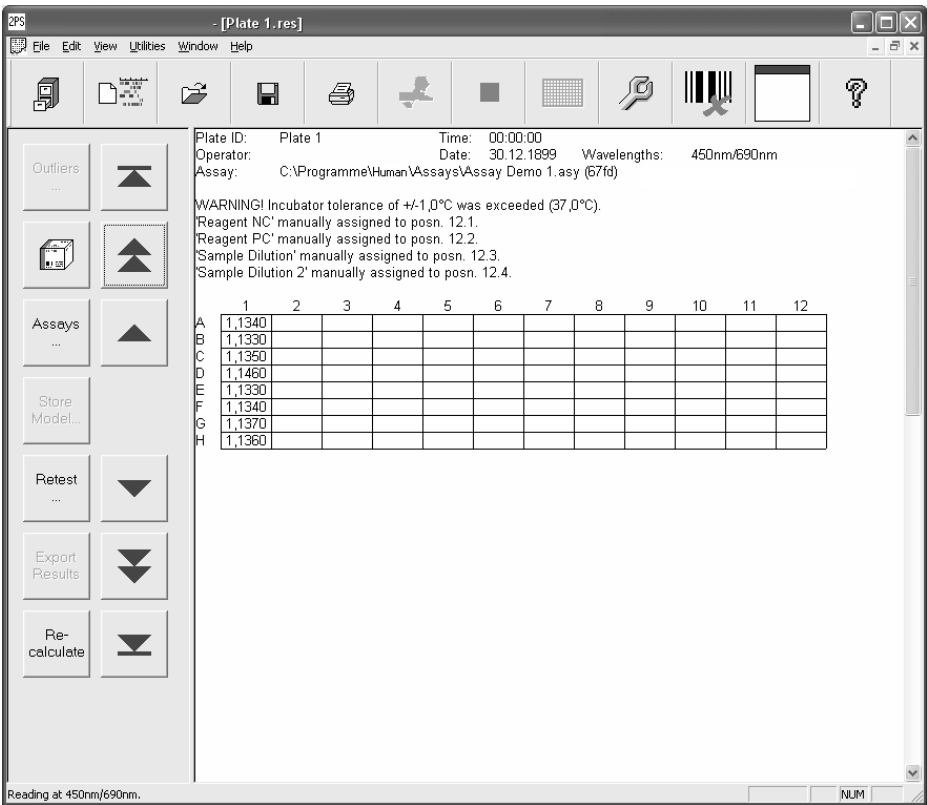 2PS - [Plate 1.res]
File Edit View Utilities Window Help
Plate ID: Plate 1 Time: 00:00:00
Operator: Date: 30.12.1899 Wavelengths: 450nm/690nm
Assay: C:\Programme\Human\Assays\Assay Demo 1.asy (67fd)
WARNING! Incubator tolerance of +/-1,0°C was exceeded (37,0°C).
'Reagent NC' manually assigned to posn. 12.1.
'Reagent PC' manually assigned to posn. 12.2.
'Sample Dilution' manually assigned to posn. 12.3.
'Sample Dilution 2' manually assigned to posn. 12.4.
1 2 3 4 5 6 7 8 9 10 11 12
A 1,1340
B 1,1330
C 1,1350
D 1,1460
E 1,1330
F 1,1340
G 1,1370
H 1,1360
Outliers
...
Assays
...
Store
Model...
Retest
...
Export
Results
Re-
calculate
Reading at 450nm/690nm. NUM